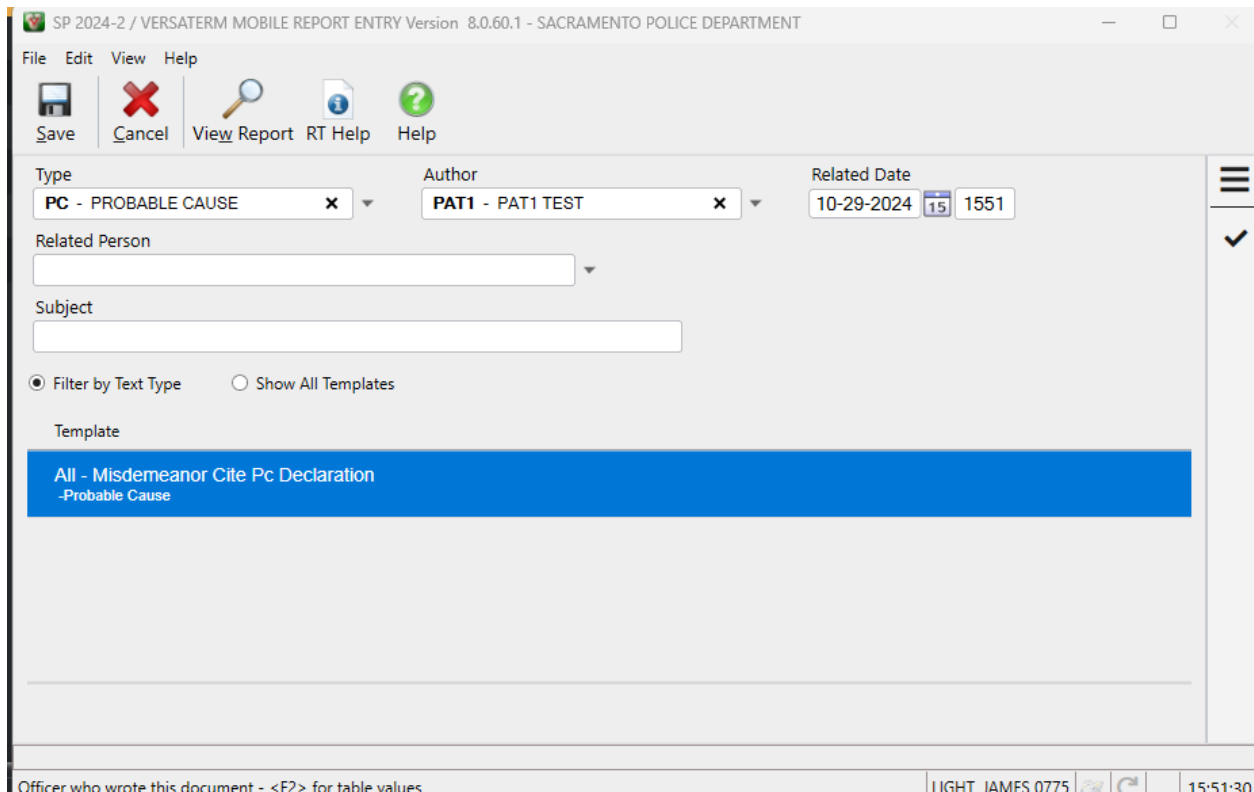 SP 2024-2 / VERSATERM MOBILE REPORT ENTRY Version 8.0.60.1 - SACRAMENTO POLICE DEPARTMENT
File Edit View Help
Save Cancel View Report RT Help Help
Type Author Related Date
PC - PROBABLE CAUSE PAT1 - PAT1 TEST 10-29-2024 15 1551
Related Person
Subject
Filter by Text Type Show All Templates
Template
All - Misdemeanor Cite Pc Declaration
-Probable Cause
Officer who wrote this document - <F2> for table values LIGHT, JAMES 0775 15:51:30